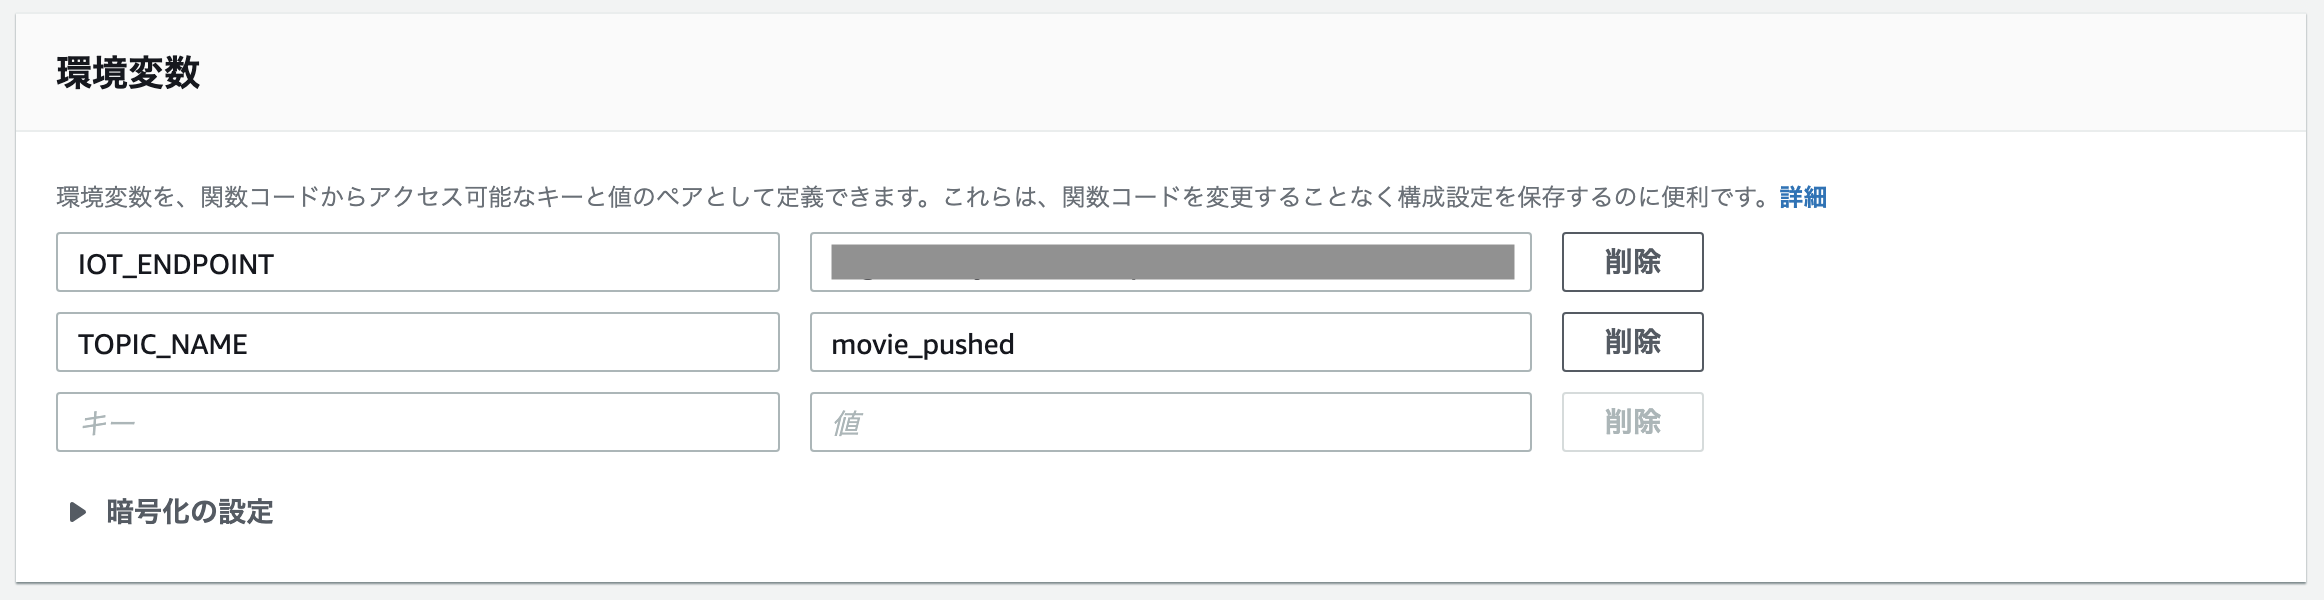 環境変数
環境変数を、関数コードからアクセス可能なキーと値のペアとして定義できます。これらは、関数コードを変更することなく構成設定を保存するのに便利です。詳細
IOT_ENDPOINT 削除
TOPIC_NAME movie_pushed 削除
キー 値 削除
▶ 暗号化の設定